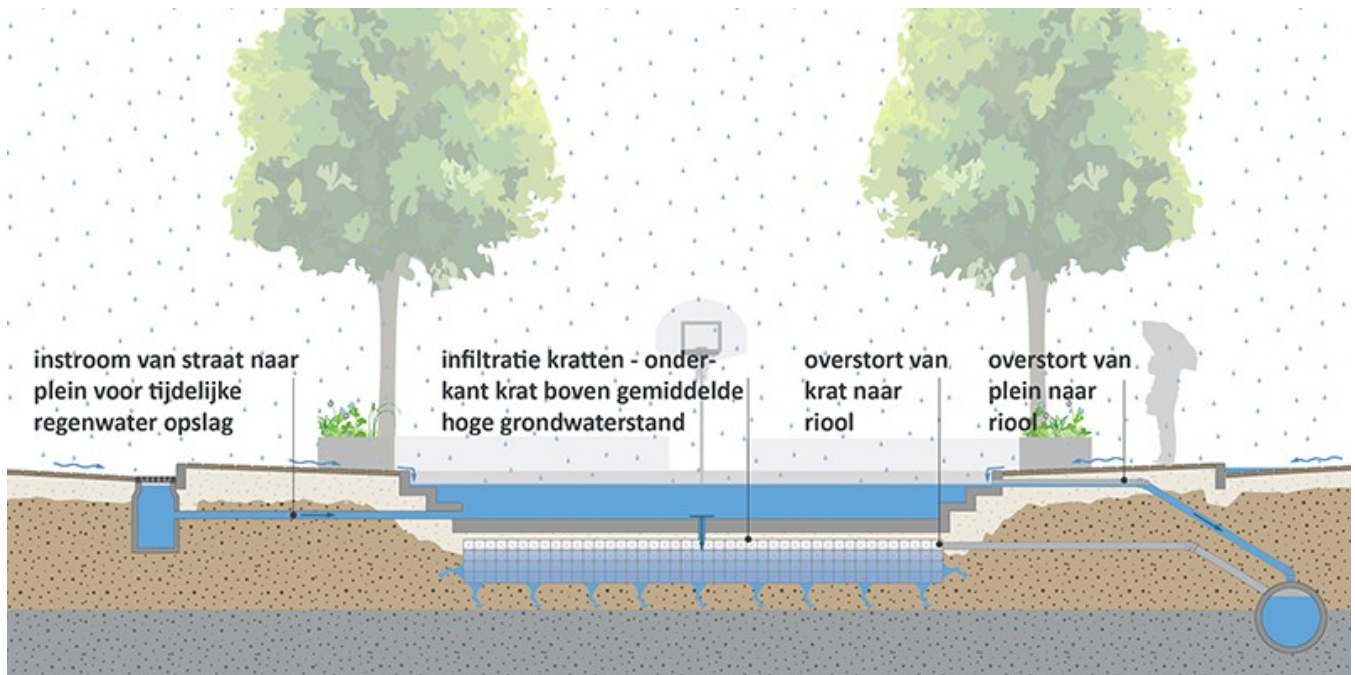 instroom van straat naar
plein voor tijdelijke
regenwater opslag
infiltratie kratten - onder-
kant krat boven gemiddelde
hoge grondwaterstand
overstort van
krat naar
riool
overstort van
plein naar
riool